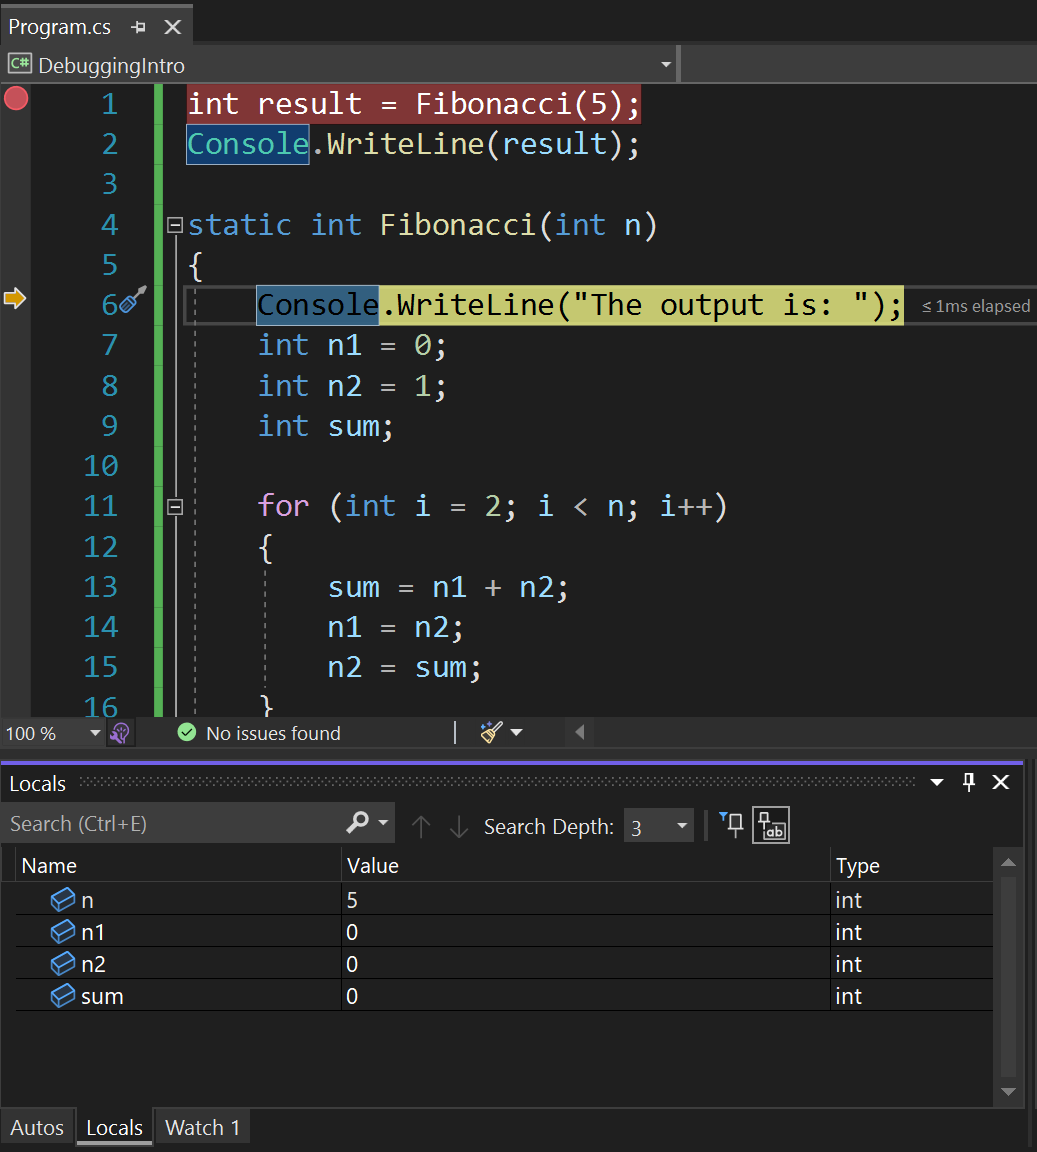 Program.cs
C# DebuggingIntro
1 int result = Fibonacci(5);
2 Console.WriteLine(result);
3
4 static int Fibonacci(int n)
5 {
6 Console.WriteLine("The output is: "); ≤ 1ms elapsed
7 int n1 = 0;
8 int n2 = 1;
9 int sum;
10
11 for (int i = 2; i < n; i++)
12 {
13 sum = n1 + n2;
14 n1 = n2;
15 n2 = sum;
16 }
100 % No issues found
Locals
Search (Ctrl+E) Search Depth: 3 ab
Name Value Type
n 5 int
n1 0 int
n2 0 int
sum 0 int
Autos Locals Watch 1